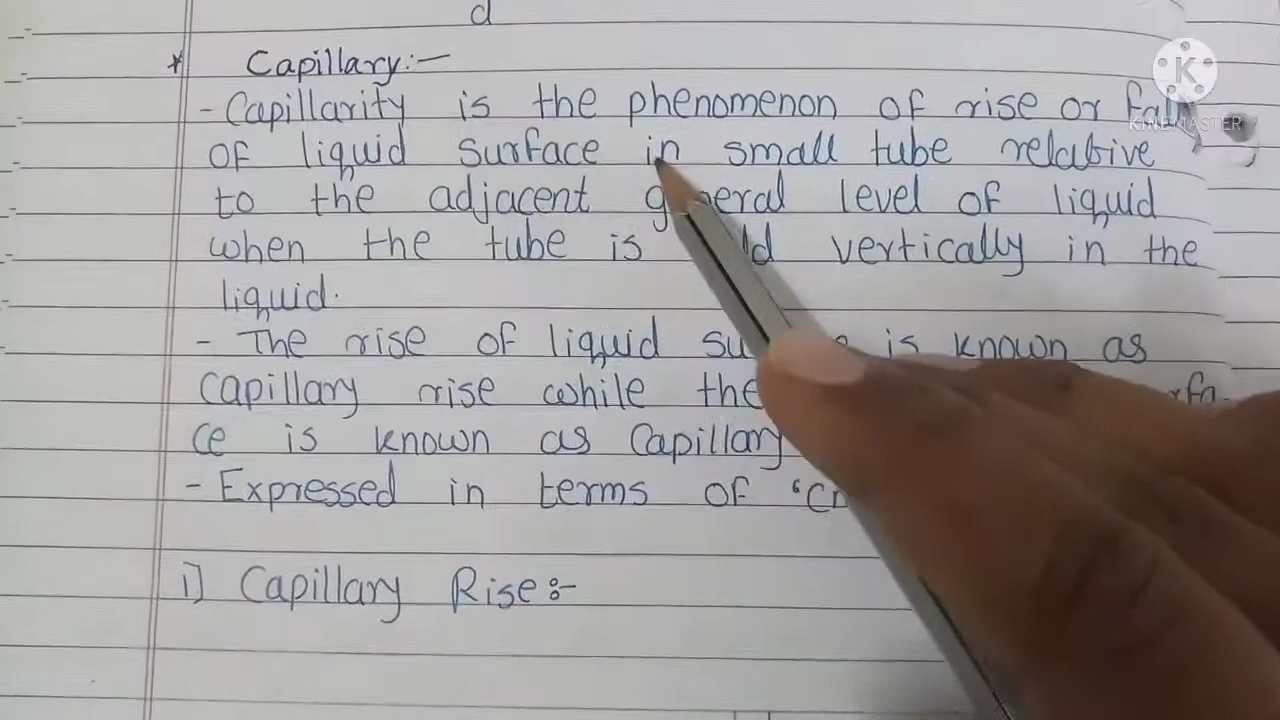 d
* Capillary:-
- Capillarity is the phenomenon of rise or fall
of liquid surface in small tube relative
to the adjacent general level of liquid
when the tube is vertically in the
liquid.
- The rise of liquid is known as
capillary rise while the
ce is known as Capillary
- Expressed in terms of
i) Capillary Rise:-
K
KINEMASTER